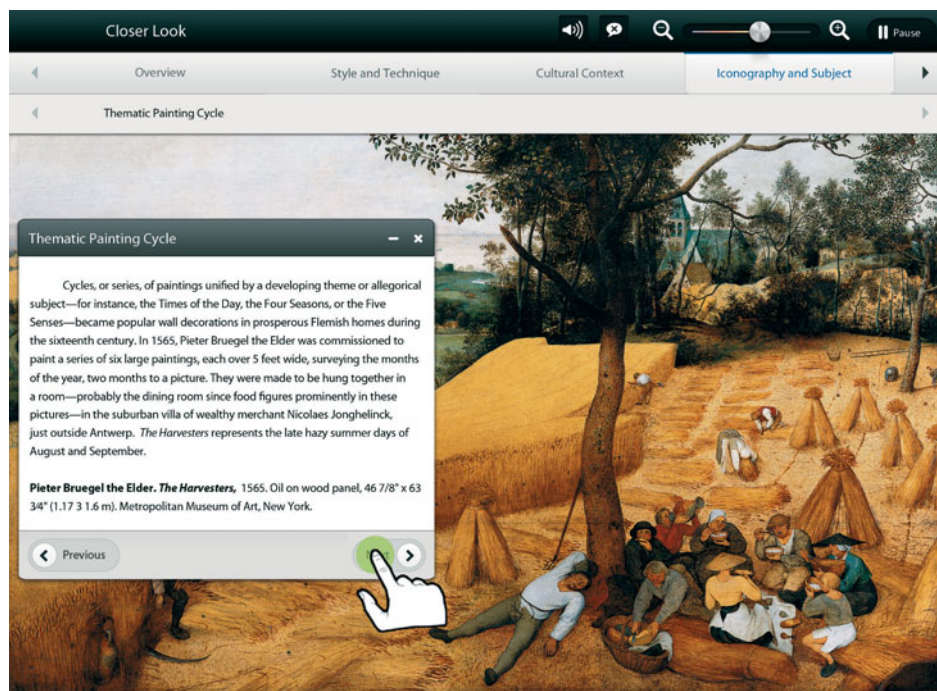 Closer Look
Pause
Overview
Style and Technique
Cultural Context
Iconography and Subject
Thematic Painting Cycle
Thematic Painting Cycle
Cycles, or series, of paintings unified by a developing theme or allegorical
subject—for instance, the Times of the Day, the Four Seasons, or the Five
Senses—became popular wall decorations in prosperous Flemish homes during
the sixteenth century. In 1565, Pieter Bruegel the Elder was commissioned to
paint a series of six large paintings, each over 5 feet wide, surveying the months
of the year, two months to a picture. They were made to be hung together in
a room—probably the dining room since food figures prominently in these
pictures—in the suburban villa of wealthy merchant Nicolaes Jonghelinck,
just outside Antwerp. The Harvesters represents the late hazy summer days of
August and September.
Pieter Bruegel the Elder. The Harvesters, 1565. Oil on wood panel, 46 7/8" x 63
3⁄4" (1.17 3 1.6 m). Metropolitan Museum of Art, New York.
Previous